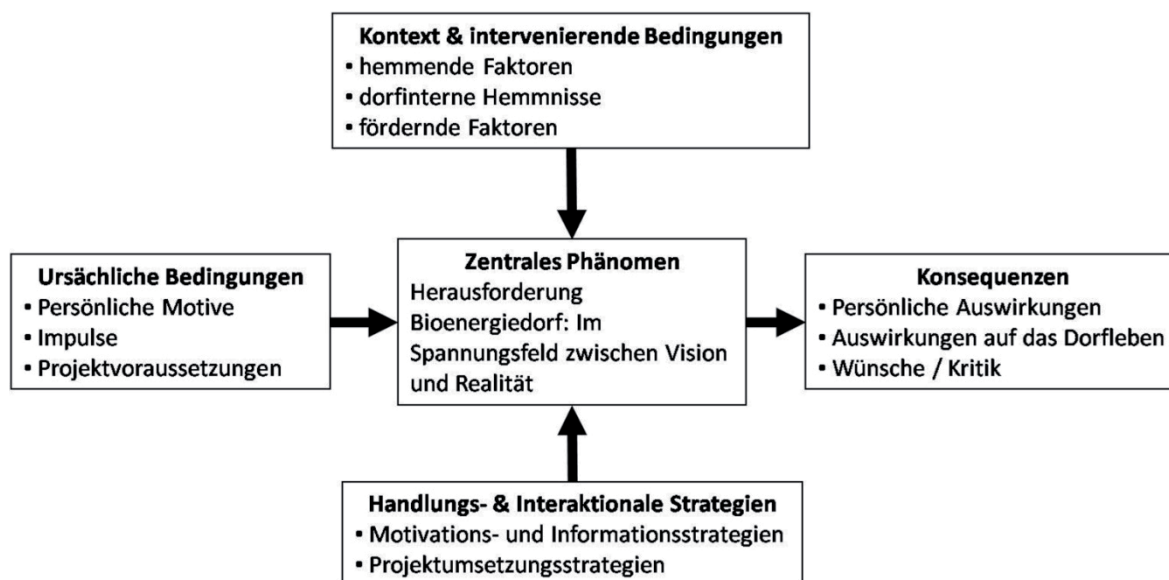 Kontext & intervenierende Bedingungen
▪ hemmende Faktoren
▪ dorfinterne Hemmnisse
▪ fördernde Faktoren
Ursächliche Bedingungen
▪ Persönliche Motive
▪ Impulse
▪ Projektvoraussetzungen
Zentrales Phänomen
Herausforderung
Bioenergiedorf: Im
Spannungsfeld zwischen Vision
und Realität
Konsequenzen
▪ Persönliche Auswirkungen
▪ Auswirkungen auf das Dorfleben
▪ Wünsche / Kritik
Handlungs- & Interaktionale Strategien
▪ Motivations- und Informationsstrategien
▪ Projektumsetzungsstrategien